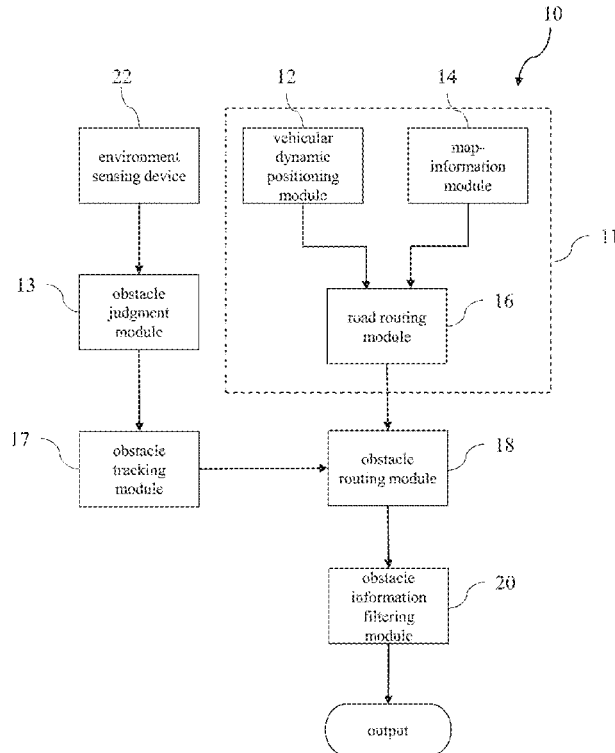 10
22
12
14
environment
sensing device
vehicular
dynamic
positioning
module
map-
information
module
11
13
obstacle
judgment
module
16
road routing
module
17
obstacle
tracking
module
18
obstacle
routing module
20
obstacle
information
filtering
module
output